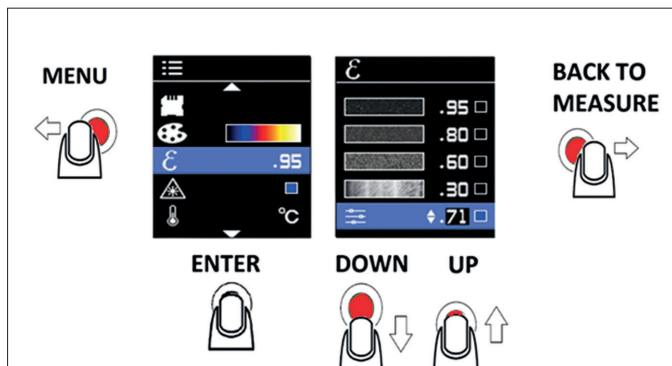 MENU
ε
.95
°C
ε
.95
.80
.60
.30
.71
BACK TO
MEASURE
ENTER
DOWN
UP